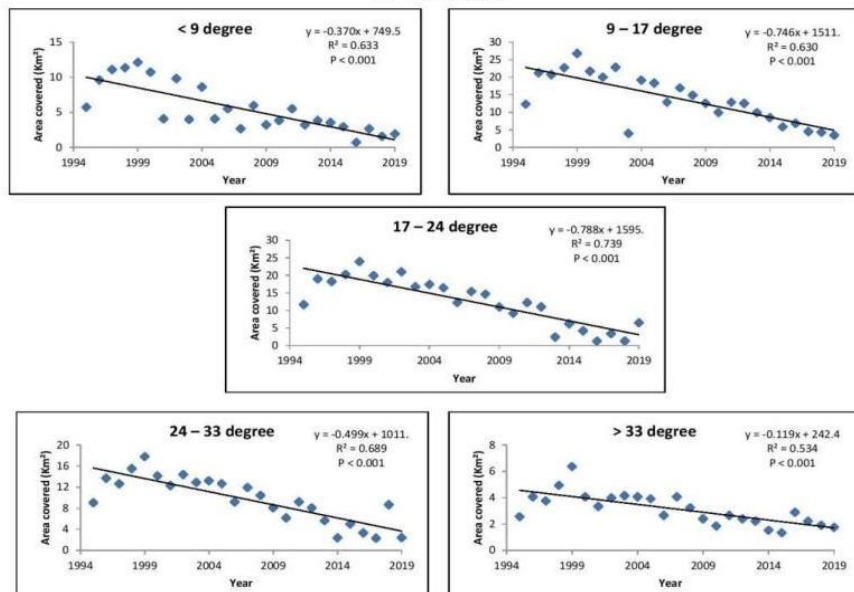 < 9 degree
y = -0.370x + 749.5
R² = 0.633
P < 0.001
Area covered (Km²)
15
10
5
0
1994 1999 2004 2009 2014 2019
Year
9 – 17 degree
y = -0.746x + 1511.
R² = 0.630
P < 0.001
Area covered (Km²)
30
25
20
15
10
5
0
1994 1999 2004 2009 2014 2019
Year
17 – 24 degree
y = -0.788x + 1595.
R² = 0.739
P < 0.001
Area covered (Km²)
30
25
20
15
10
5
0
1994 1999 2004 2009 2014 2019
Year
24 – 33 degree
y = -0.499x + 1011.
R² = 0.689
P < 0.001
Area covered (Km²)
20
16
12
8
4
0
1994 1999 2004 2009 2014 2019
Year
> 33 degree
y = -0.119x + 242.4
R² = 0.534
P < 0.001
Area covered (Km²)
8
6
4
2
0
1994 1999 2004 2009 2014 2019
Year